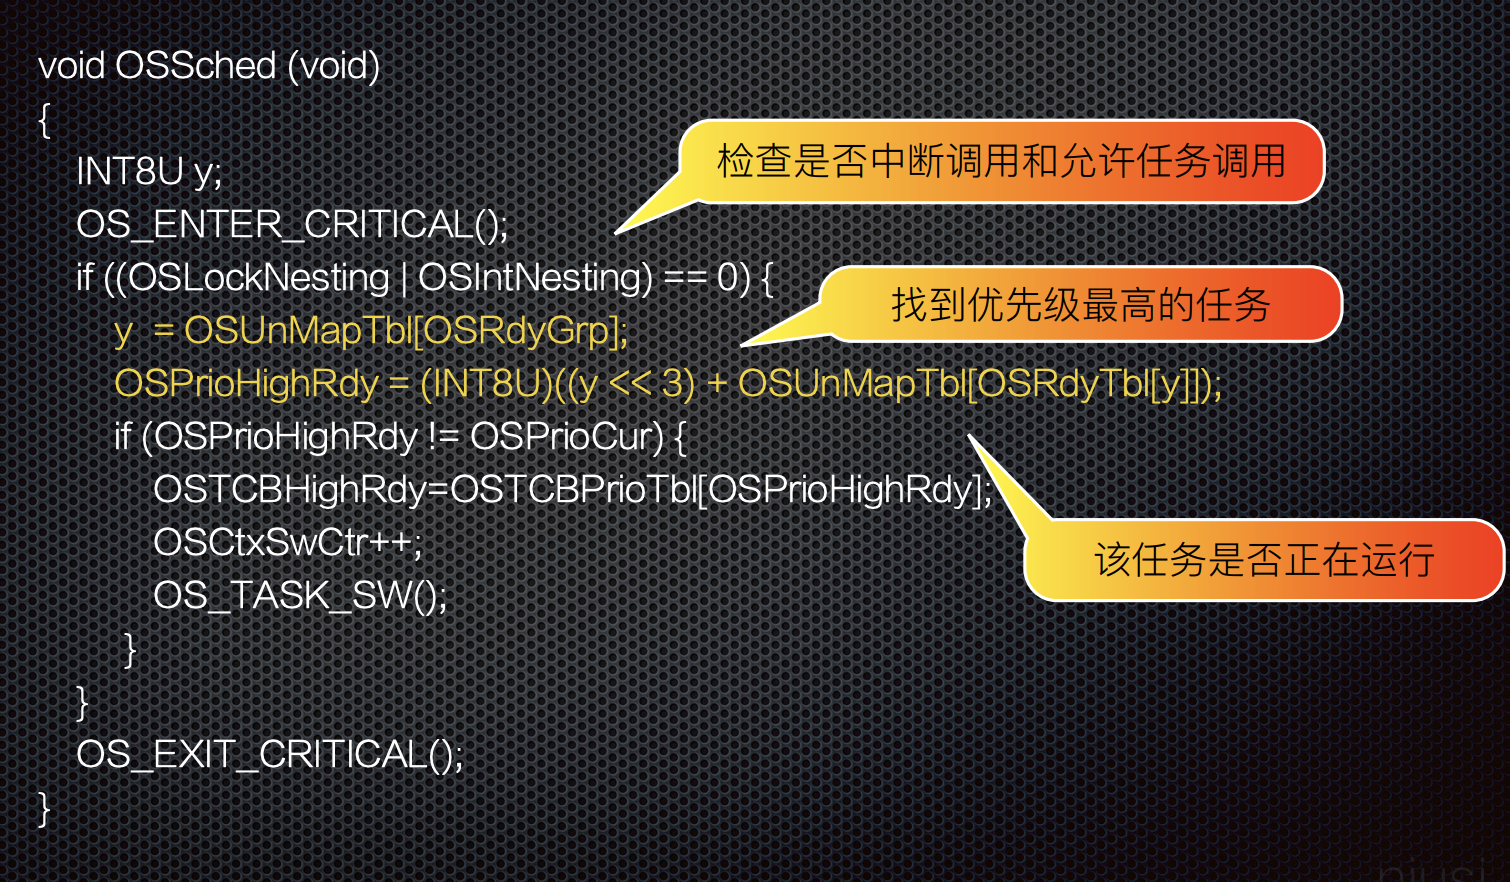 void OSSched (void)
{
INT8U y;
检查是否中断调用和允许任务调用
OS_ENTER_CRITICAL();
if ((OSLockNesting | OSIntNesting) == 0) {
找到优先级最高的任务
y = OSUnMapTbl[OSRdyGrp];
OSPrioHighRdy = (INT8U)((y << 3) + OSUnMapTbl[OSRdyTbl[y]]);
if (OSPrioHighRdy != OSPrioCur) {
OSTCBHighRdy=OSTCBPrioTbl[OSPrioHighRdy];
OSCtxSwCtr++;
该任务是否正在运行
OS_TASK_SW();
}
}
OS_EXIT_CRITICAL();
}